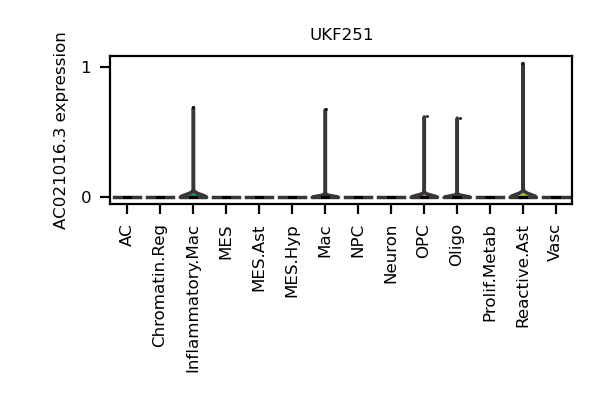 UKF251
AC021016.3 expression
1
0
AC
Chromatin.Reg
Inflammatory.Mac
MES
MES.Ast
MES.Hyp
Mac
NPC
Neuron
OPC
Oligo
Prolif.Metab
Reactive.Ast
Vasc